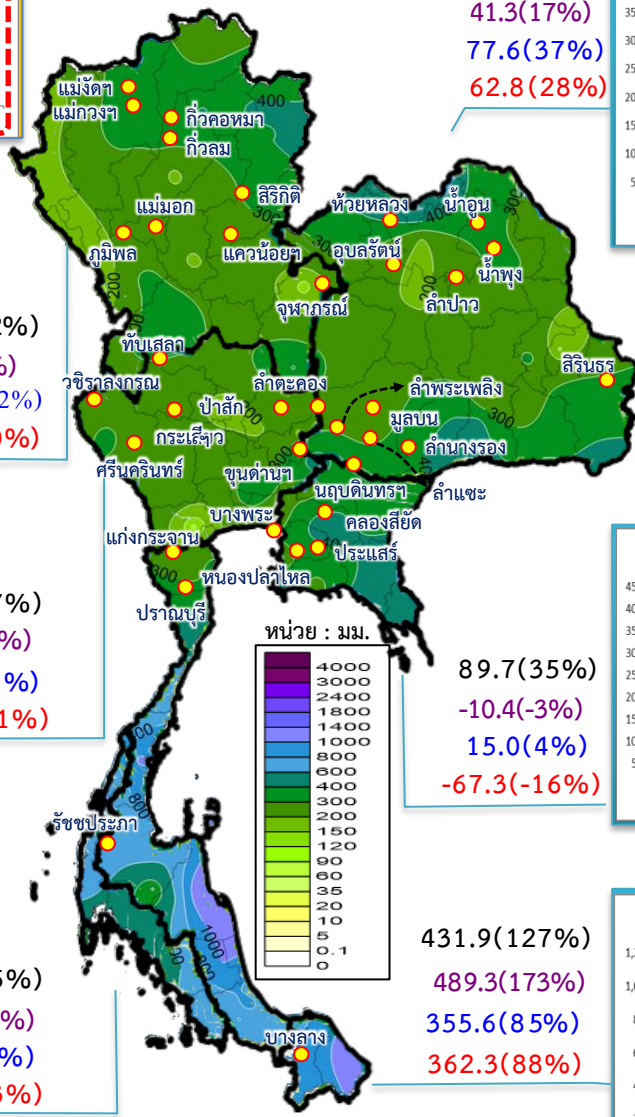 41.3(17%)
77.6(37%)
62.8(28%)
แม่งัดฯ
แม่กวงฯ
กิ่วคอหมา
กิ่วลม
400
สิริกิติ์
300
แม่มอก
ภูมิพล
แควน้อยฯ
200
ห้วยหลวง
400
น้ำอูน
300
อุบลรัตน์
น้ำพุง
200
ลำปาว
จุฬาภรณ์
สิรินธร
2%)
%)
2%)
%)
ทับเสลา
วชิราลงกรณ
ป่าสัก
ลำตะคอง
ลำพระเพลิง
กระเสียว
มูลบน
300
ศรีนครินทร์
ขุนด่านฯ
300
ลำนางรอง
ลำแซะ
นฤบดินทรฯ
บางพระ
คลองสียัด
แก่งกระจาน
ประแสร์
300
หนองปลาไหล
ปราณบุรี
7%)
%)
%)
1%)
หน่วย : มม.
4000
3000
2400
1800
1400
1000
800
600
400
300
200
150
120
90
60
35
20
10
5
0.1
0
89.7(35%)
-10.4(-3%)
15.0(4%)
-67.3(-16%)
800
รัชชประภา
1000
5%)
%)
%)
%)
431.9(127%)
489.3(173%)
355.6(85%)
362.3(88%)
บางลาง